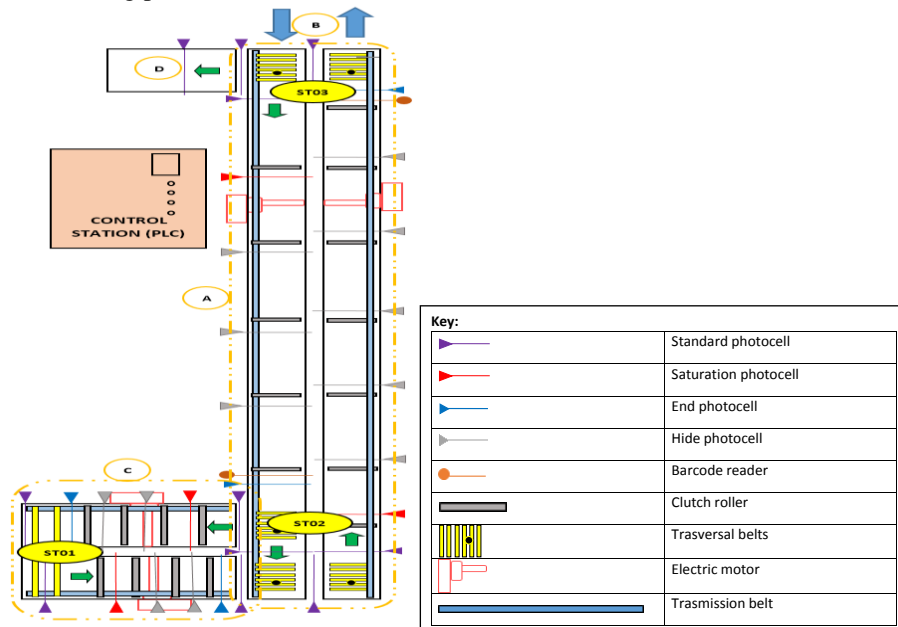 B
D
ST03
CONTROL
STATION (PLC)
A
Key:
Standard photocell
Saturation photocell
End photocell
Hide photocell
Barcode reader
Clutch roller
Trasversal belts
Electric motor
Trasmission belt
C
ST02
ST01